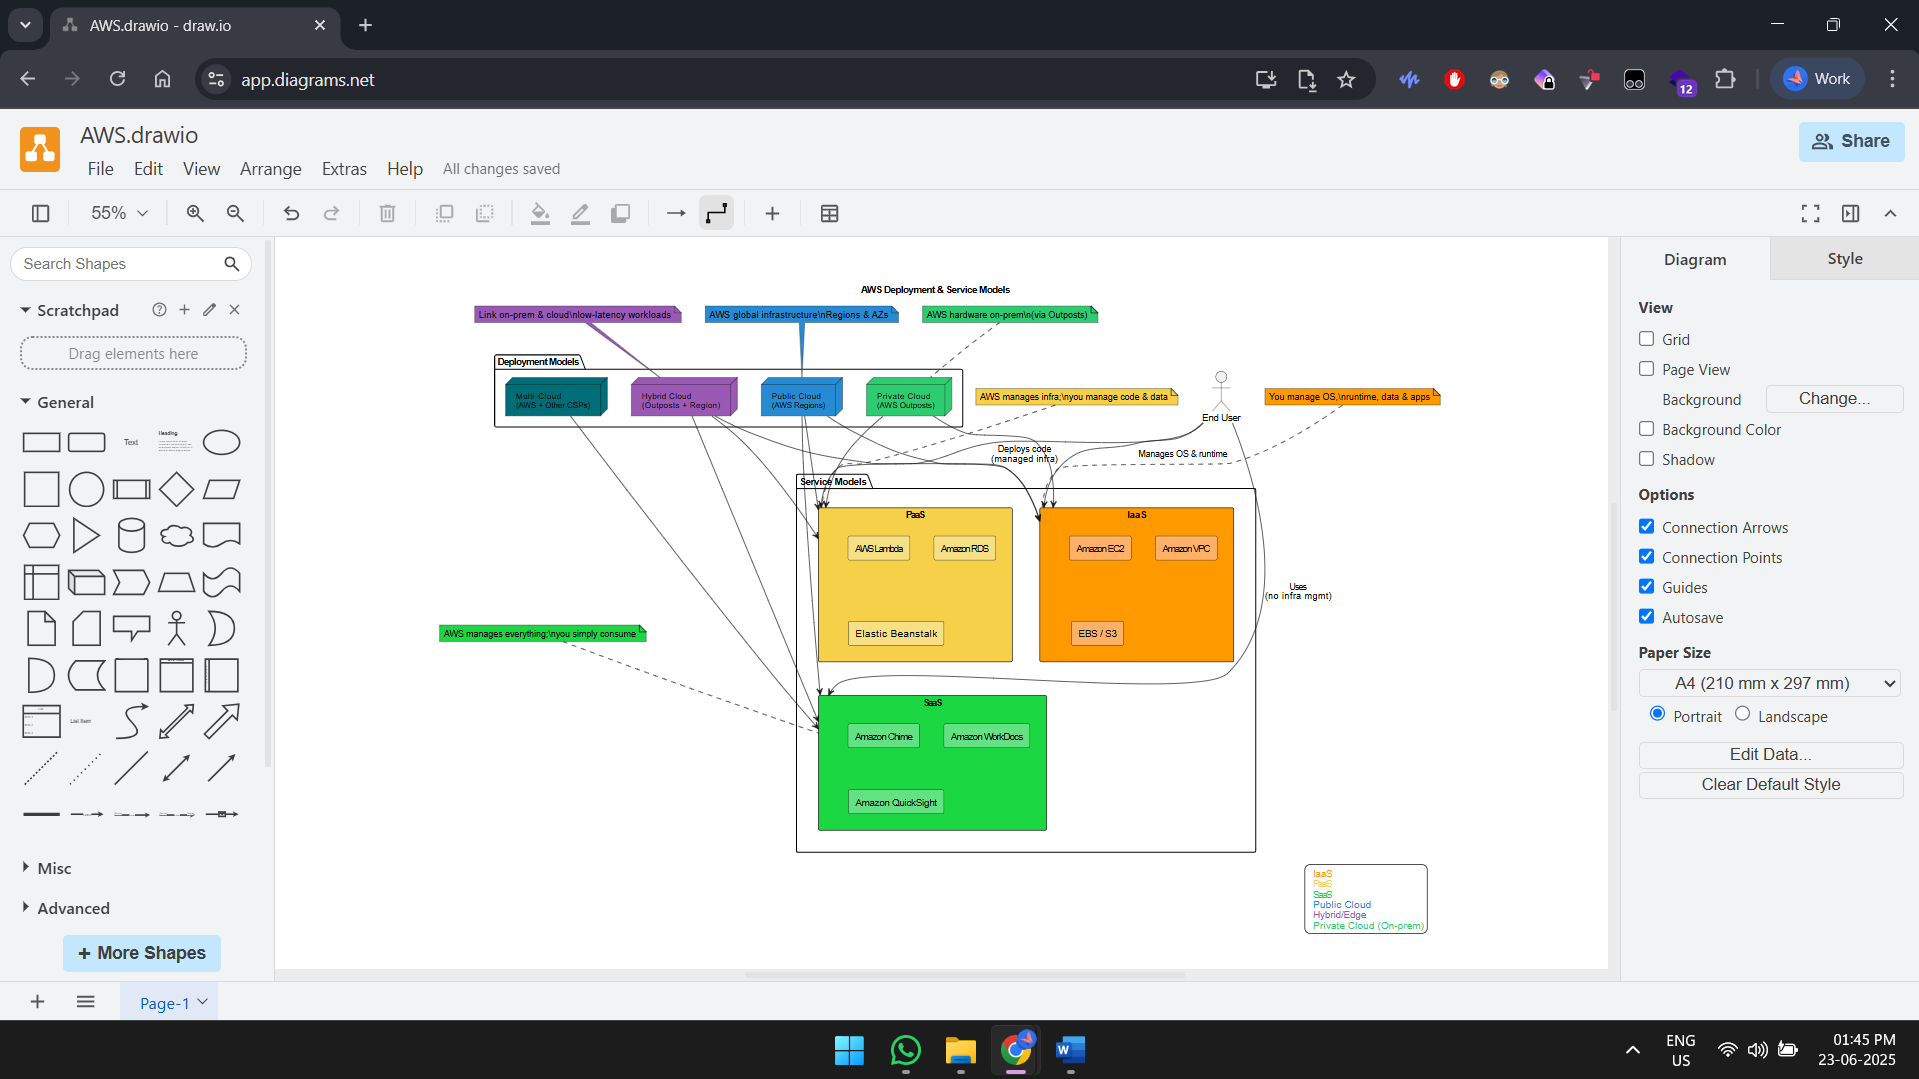 AWS.drawio - draw.io
app.diagrams.net
12
Work
AWS.drawio
File Edit View Arrange Extras Help All changes saved
Share
55%
Search Shapes
Scratchpad
Drag elements here
General
Text
Heading
List Item
Misc
Advanced
+ More Shapes
AWS Deployment & Service Models
Link on-prem & cloud\nlow-latency workloads
AWS global infrastructure\nRegions & AZs
AWS hardware on-prem\n(via Outposts)
Deployment Models
Multi-Cloud
(AWS + Other CSPs)
Hybrid Cloud
(Outposts + Region)
Public Cloud
(AWS Regions)
Private Cloud
(AWS Outposts)
AWS manages infra;\nyou manage code & data
End User
You manage OS,\nruntime, data & apps
Deploys code
(managed infra)
Manages OS & runtime
Service Models
PaaS
AWS Lambda
Amazon RDS
Elastic Beanstalk
IaaS
Amazon EC2
Amazon VPC
EBS / S3
Uses
(no infra mgmt)
AWS manages everything;\nyou simply consume
SaaS
Amazon Chime
Amazon WorkDocs
Amazon QuickSight
IaaS
PaaS
SaaS
Public Cloud
Hybrid/Edge
Private Cloud (On-prem)
Diagram
Style
View
Grid
Page View
Background
Change...
Background Color
Shadow
Options
Connection Arrows
Connection Points
Guides
Autosave
Paper Size
A4 (210 mm x 297 mm)
Portrait
Landscape
Edit Data...
Clear Default Style
Page-1
W
ENG
US
01:45 PM
23-06-2025